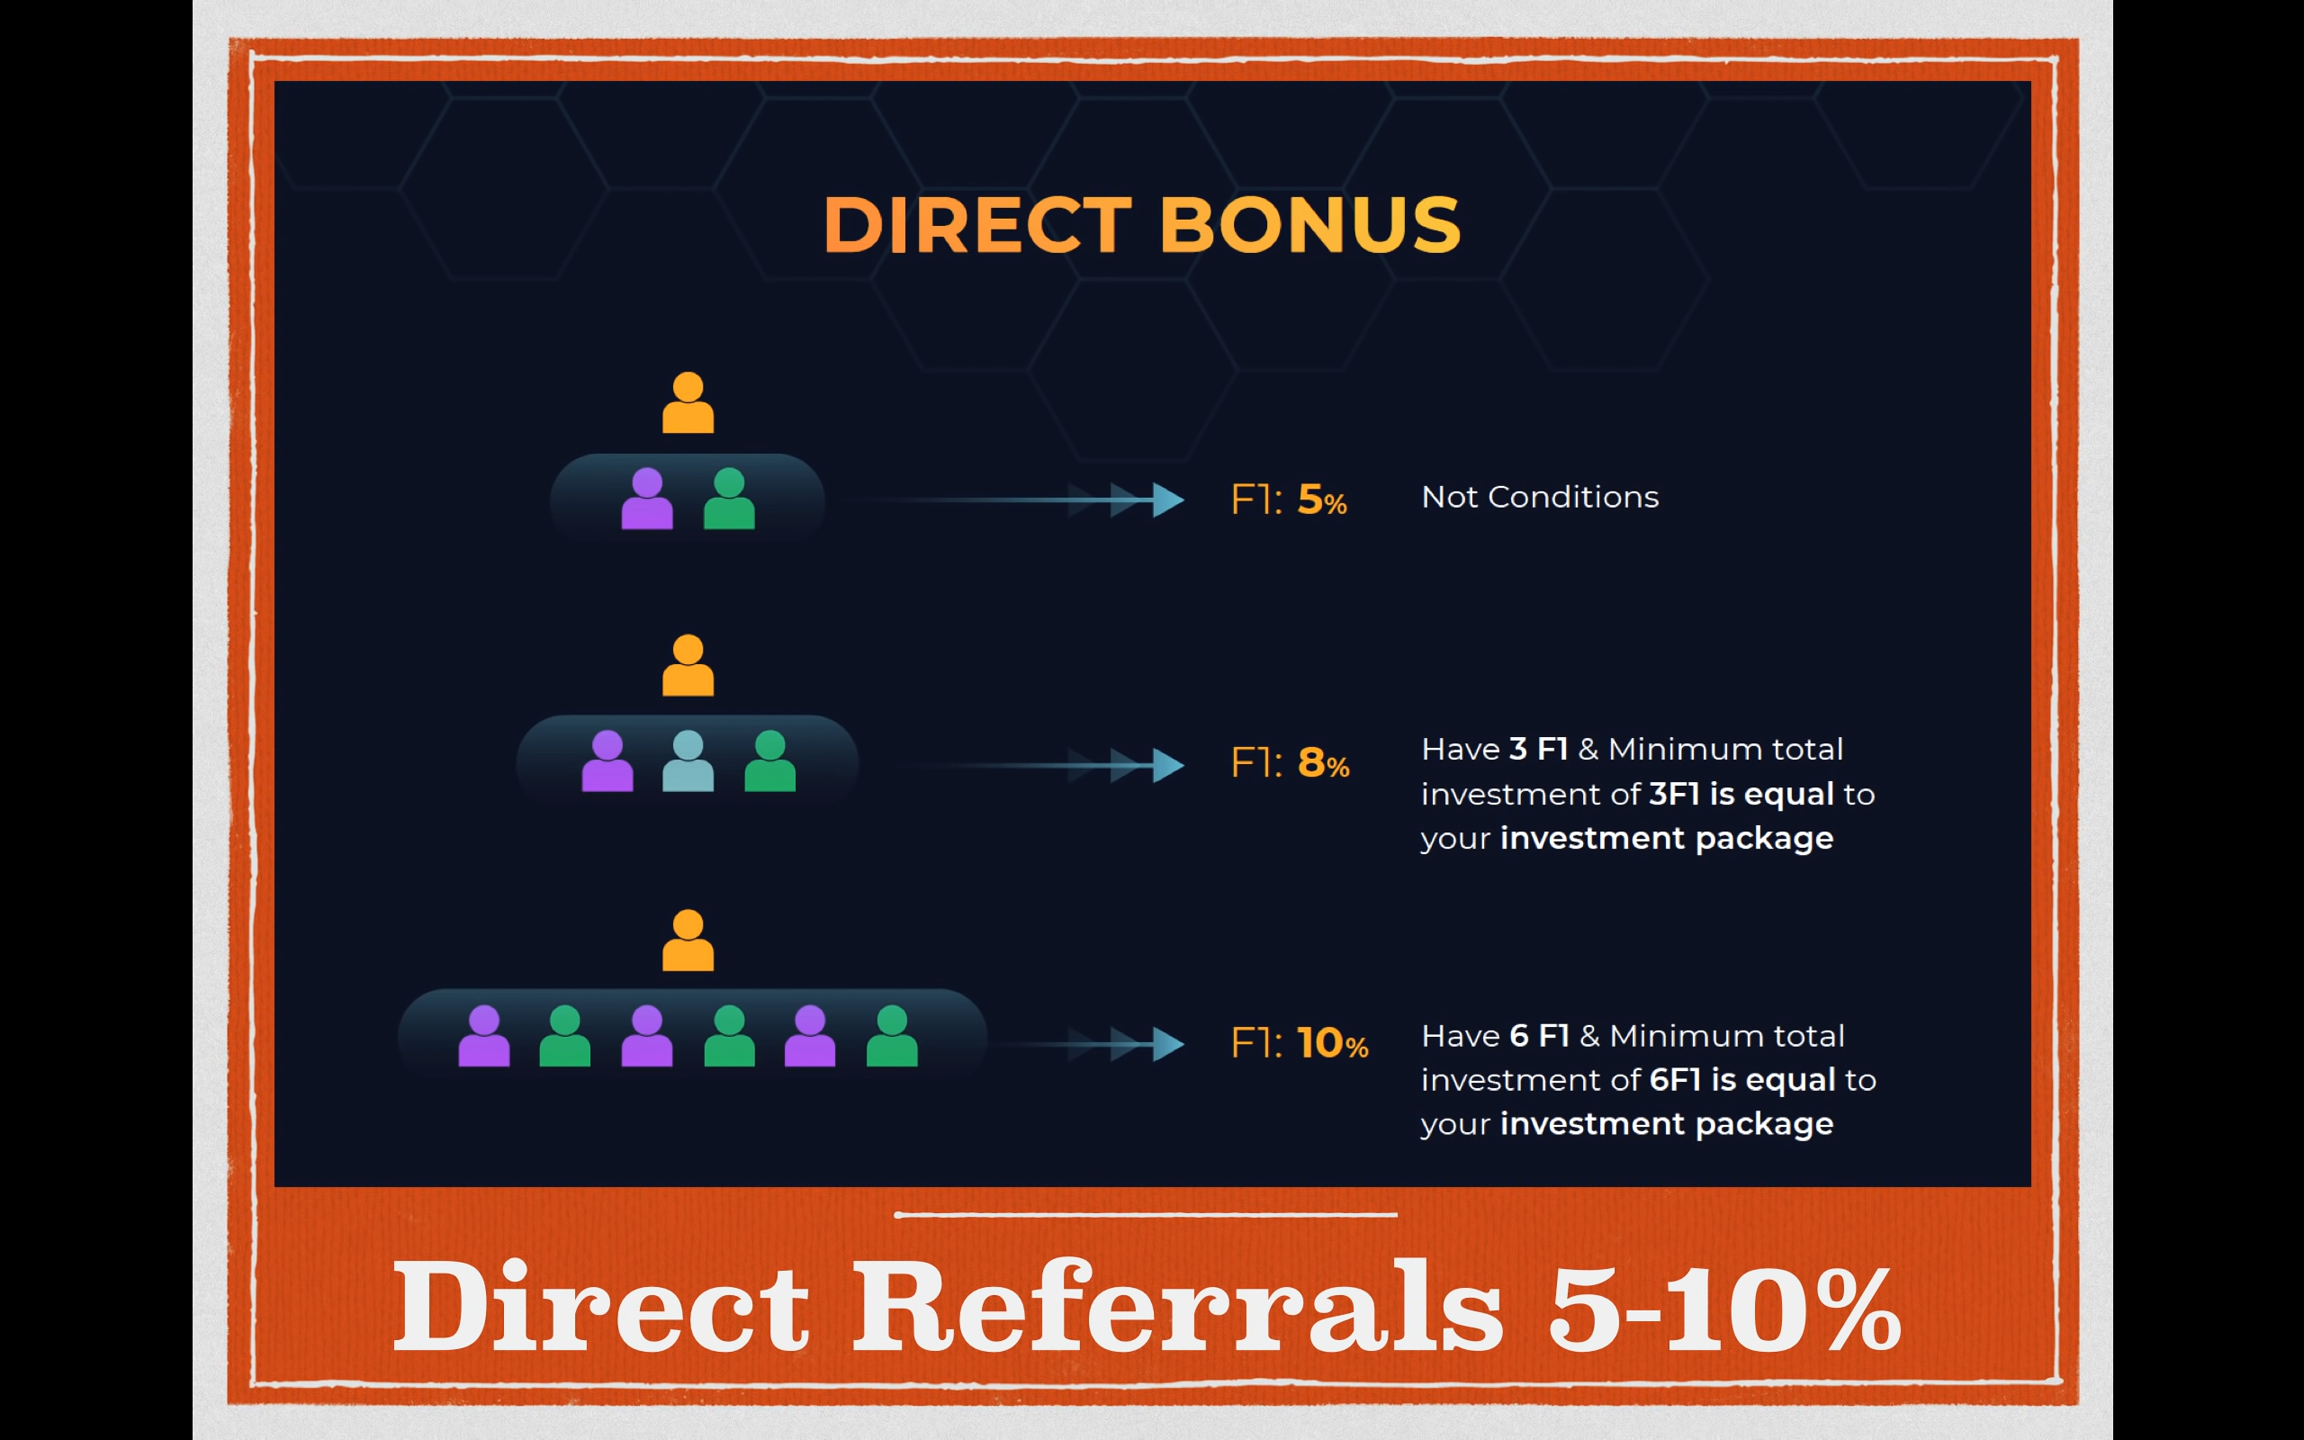 DIRECT BONUS
F1: 5%
Not Conditions
F1: 8%
Have 3 F1 & Minimum total
investment of 3F1 is equal to
your investment package
F1: 10%
Have 6 F1 & Minimum total
investment of 6F1 is equal to
your investment package
Direct Referrals 5-10%